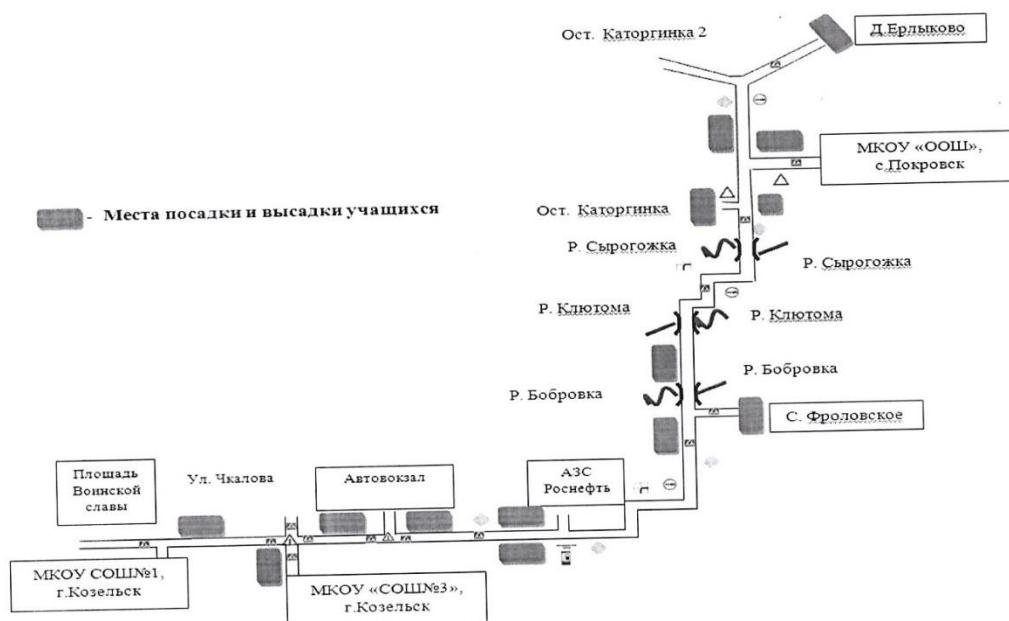 Ост. Каторгинка 2
Д.Ерлыково
МКОУ «ООШ»,
с.Покровск
- Места посадки и высадки учащихся
Ост. Каторгинка
Р. Сырогожка
Р. Сырогожка
Р. Клютома
Р. Клютома
Р. Бобровка
Р. Бобровка
С. Фроловское
Площадь
Воинской
славы
Ул. Чкалова
Автовокзал
АЗС
Роснефть
МКОУ СОШ№1,
г.Козельск
МКОУ «СОШ№3»,
г.Козельск